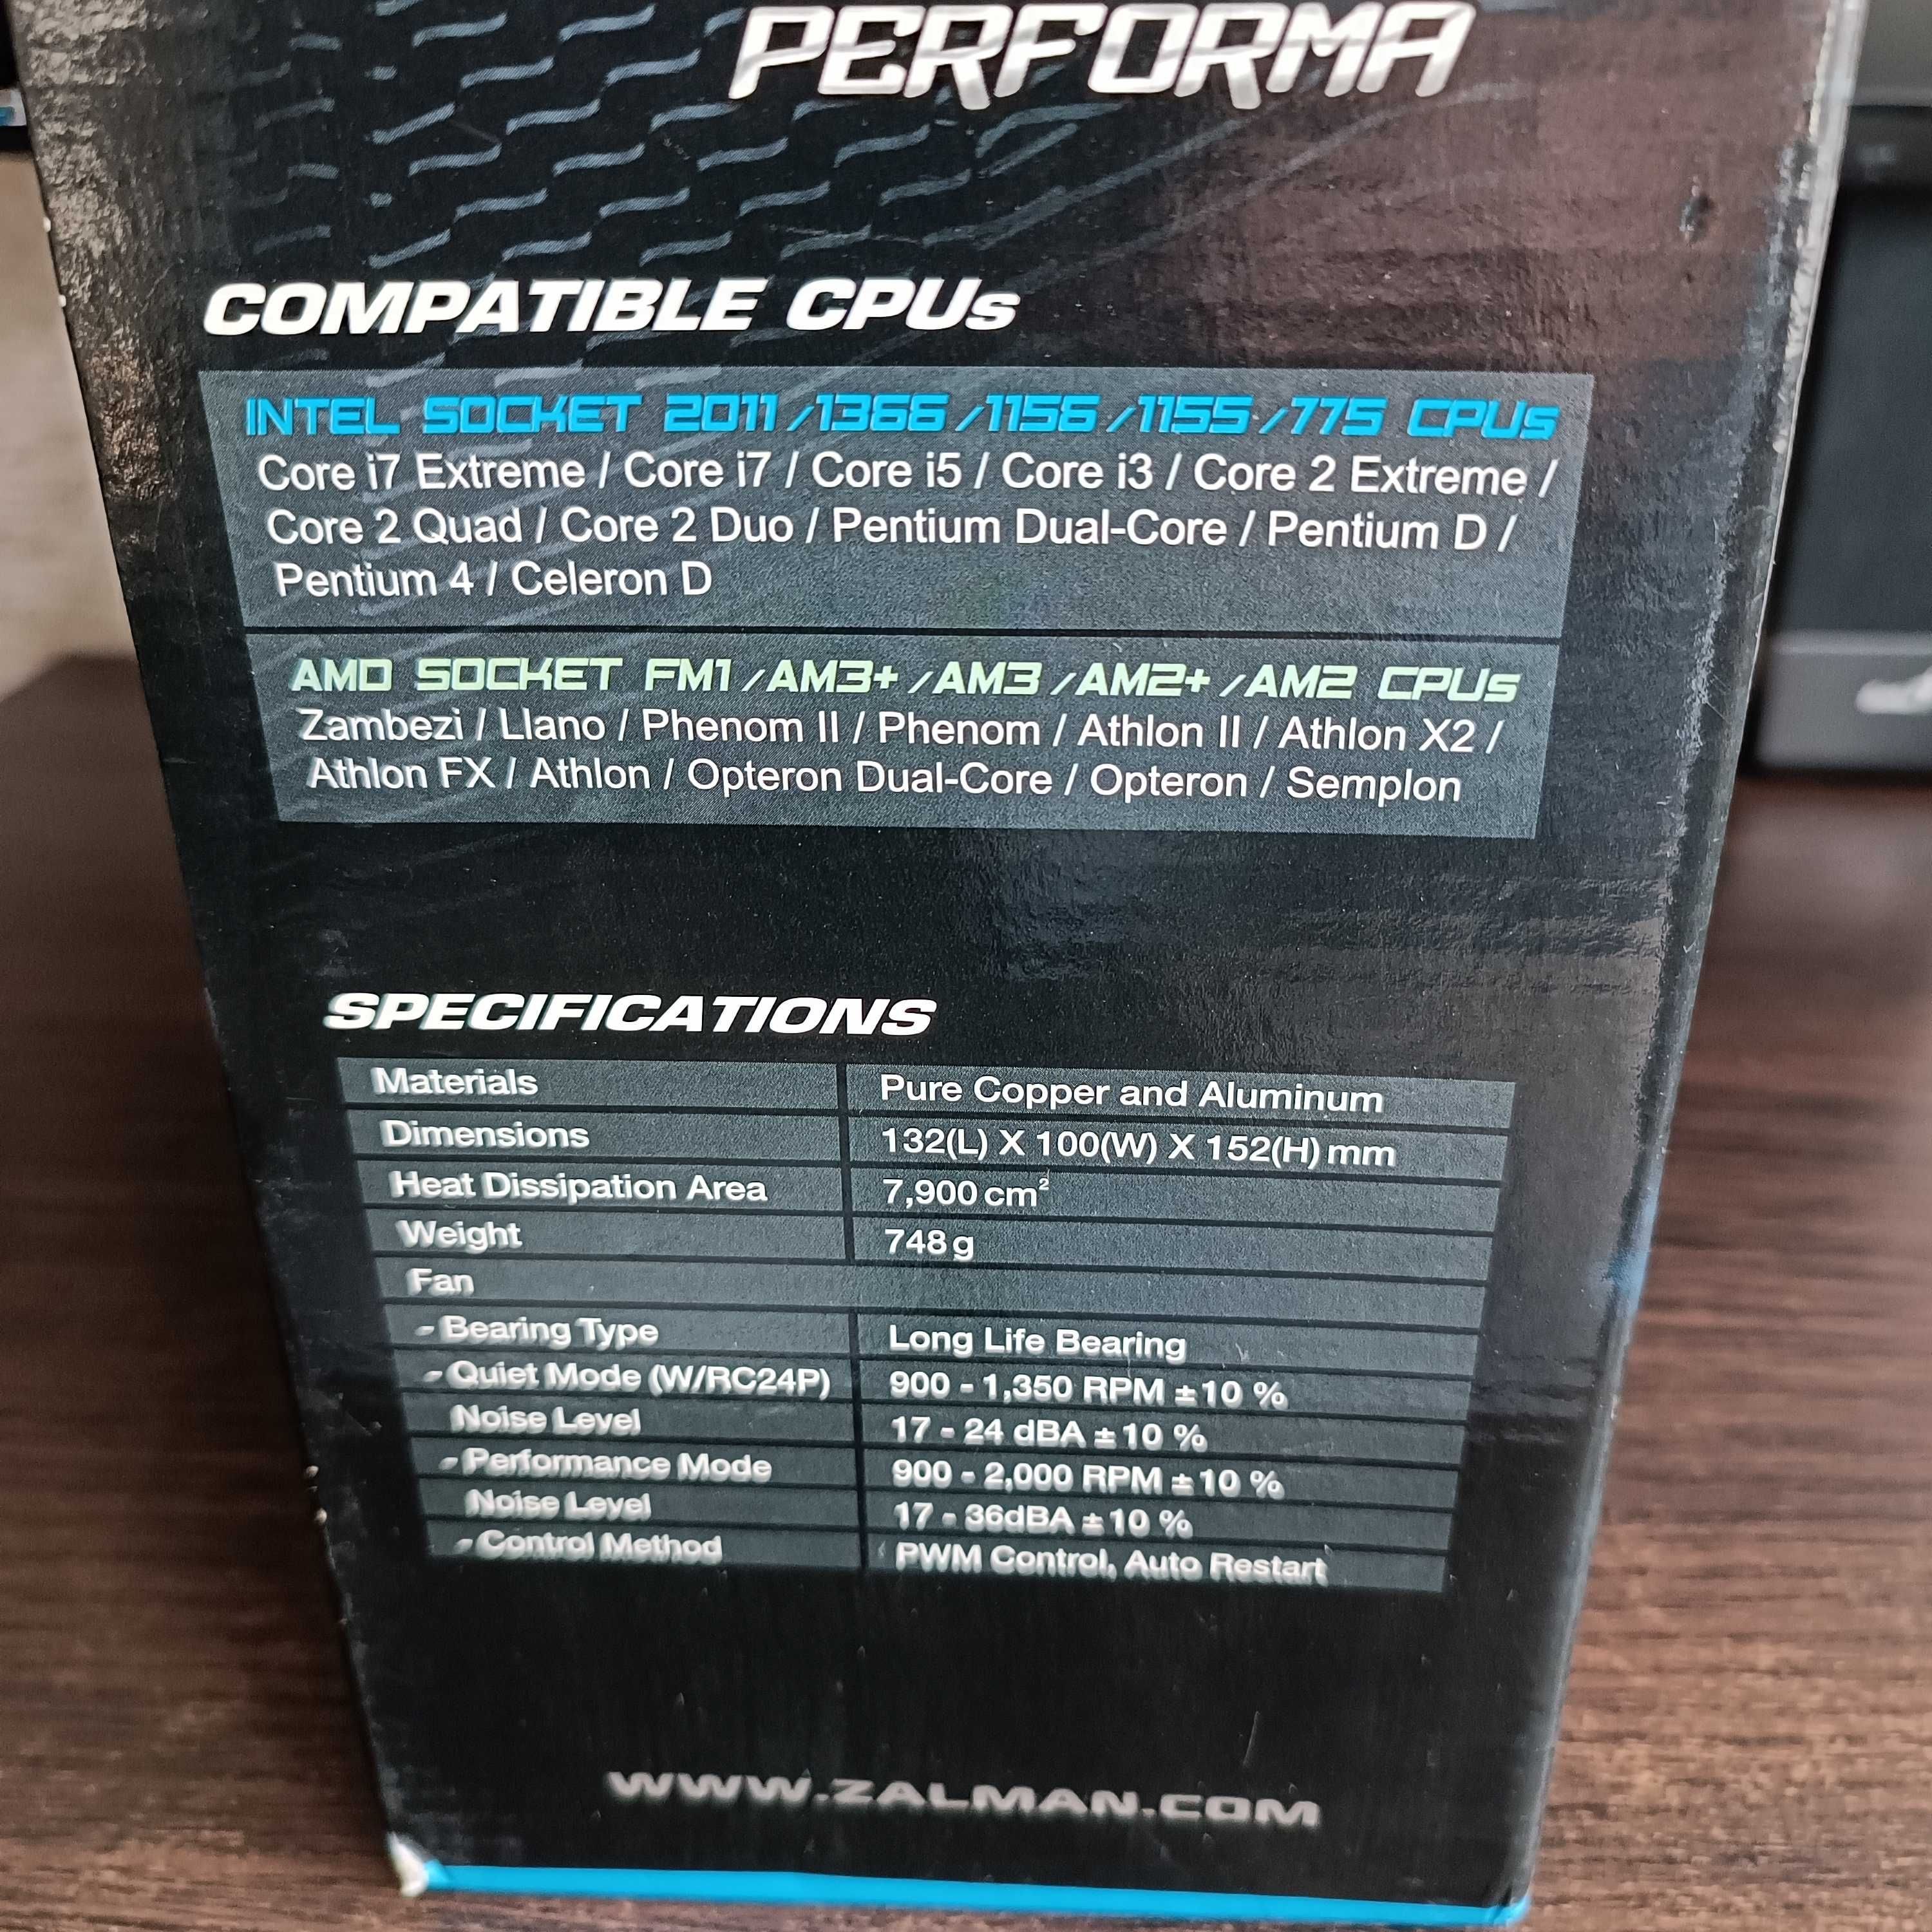 PERFORMA
COMPATIBLE CPUs
INTEL SOCKET 2011/1366/1156/1155/775 CPUs
Core i7 Extreme / Core i7 / Core i5 / Core i3 / Core 2 Extreme /
Core 2 Quad / Core 2 Duo / Pentium Dual-Core / Pentium D /
Pentium 4 / Celeron D
AMD SOCKET FM1/AM3+/AM3/AM2+/AM2 CPUs
Zambezi / Llano / Phenom II / Phenom / Athlon II / Athlon X2 /
Athlon FX / Athlon / Opteron Dual-Core / Opteron / Semplon
SPECIFICATIONS
Materials Pure Copper and Aluminum
Dimensions 132(L) X 100(W) X 152(H) mm
Heat Dissipation Area 7,900 cm²
Weight 748 g
Fan
- Bearing Type Long Life Bearing
- Quiet Mode (W/RC24P) 900 - 1,350 RPM ±10 %
Noise Level 17 - 24 dBA ±10 %
- Performance Mode 900 - 2,000 RPM ±10 %
Noise Level 17 - 36dBA ±10 %
- Control Method PWM Control, Auto Restart
WWW.ZALMAN.COM